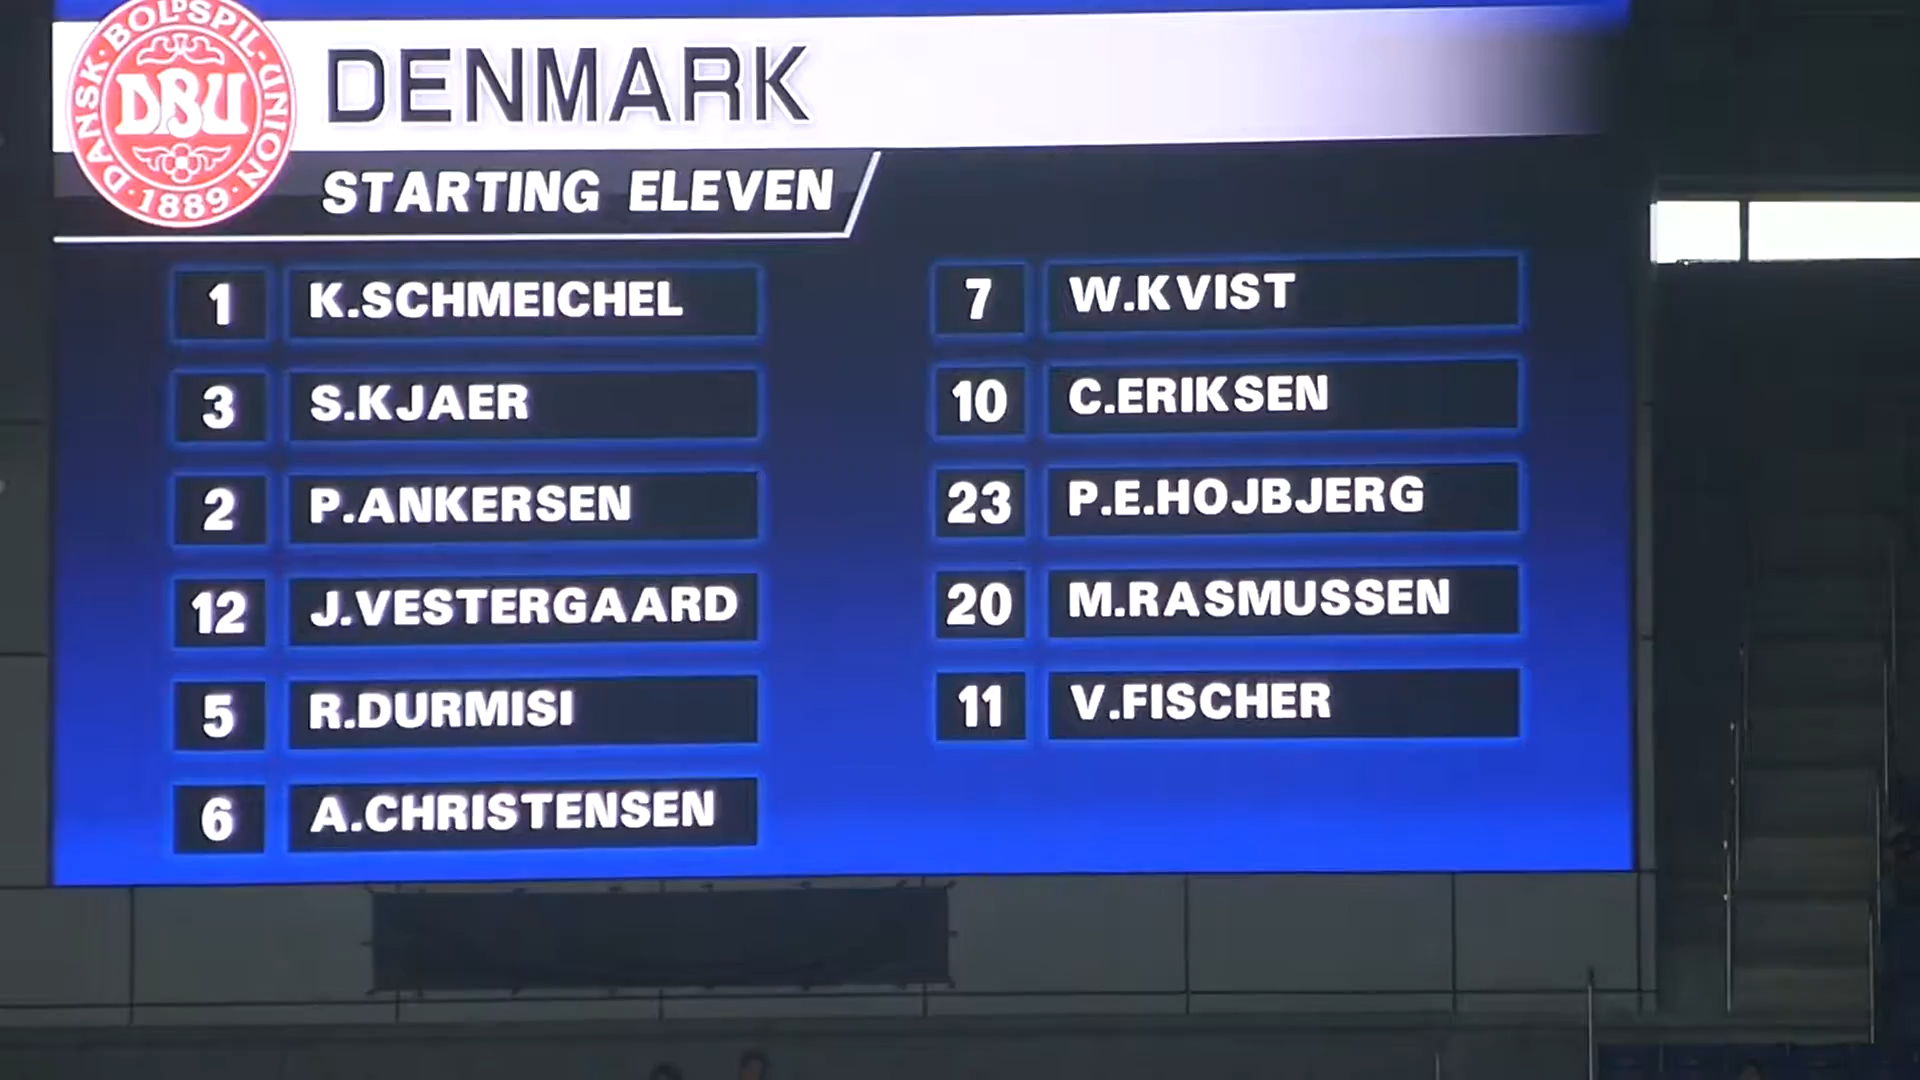 DANSK · BOLDSPIL-UNION
DBU
· 1889 ·
DENMARK
STARTING ELEVEN
1 K.SCHMEICHEL
3 S.KJAER
2 P.ANKERSEN
12 J.VESTERGAARD
5 R.DURMISI
6 A.CHRISTENSEN
7 W.KVIST
10 C.ERIKSEN
23 P.E.HOJBJERG
20 M.RASMUSSEN
11 V.FISCHER